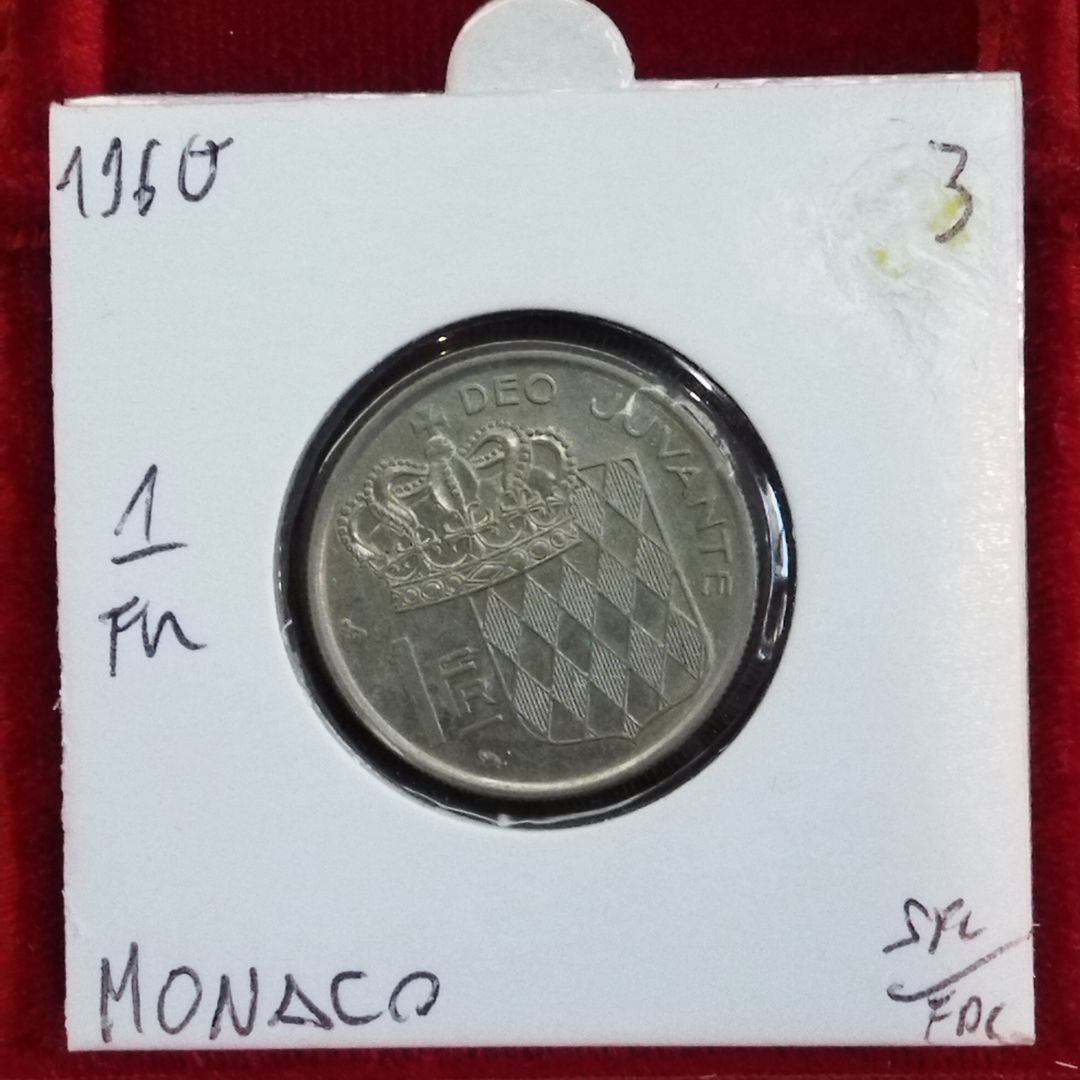 1960
3
DEO JUVANTE
1
Fr
1 FR
MONACO
SPL/
FDC